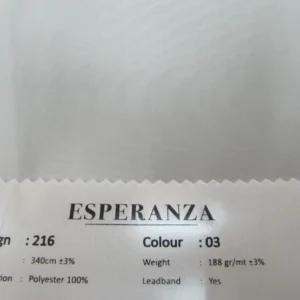 ESPERANZA
gn : 216 Colour : 03
: 340cm ±3% Weight : 188 gr/mt ±3%
tion : Polyester 100% Leadband : Yes